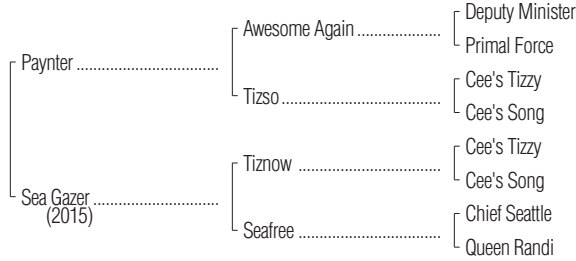 Deputy Minister
Awesome Again
Primal Force
Paynter
Cee's Tizzy
Tizso
Cee's Song
Cee's Tizzy
Tiznow
Cee's Song
Sea Gazer
(2015)
Chief Seattle
Seafree
Queen Randi